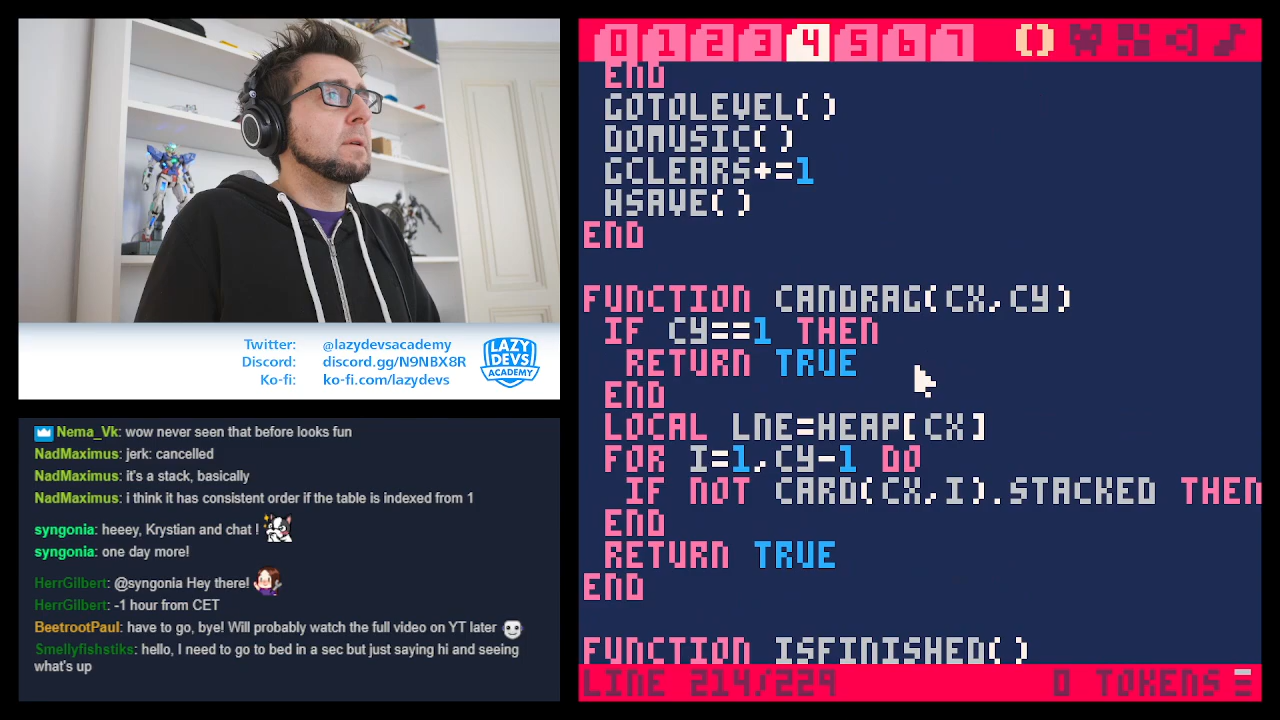 Twitter: @lazydevsacademy
Discord: discord.gg/N9NBX8R
Ko-fi: ko-fi.com/lazydevs
LAZY
DEVS
ACADEMY
Nema_Vk: wow never seen that before looks fun
NadMaximus: jerk: cancelled
NadMaximus: it's a stack, basically
NadMaximus: i think it has consistent order if the table is indexed from 1
syngonia: heeey, Krystian and chat !
syngonia: one day more!
HerrGilbert: @syngonia Hey there!
HerrGilbert: -1 hour from CET
BeetrootPaul: have to go, bye! Will probably watch the full video on YT later
Smellyfishstiks: hello, I need to go to bed in a sec but just saying hi and seeing
what's up
0 1 2 3 4 5 6 7 ()
END
GOTOLEVEL()
DOMUSIC()
GCLEARS+=1
HSAVE()
END
FUNCTION CANDRAG(CX,CY)
IF CY==1 THEN
RETURN TRUE
END
LOCAL LNE=HEAP[CX]
FOR I=1,CY-1 DO
IF NOT CARD(CX,I).STACKED THEN
END
RETURN TRUE
END
FUNCTION ISFINISHED()
LINE 214/229 0 TOKENS